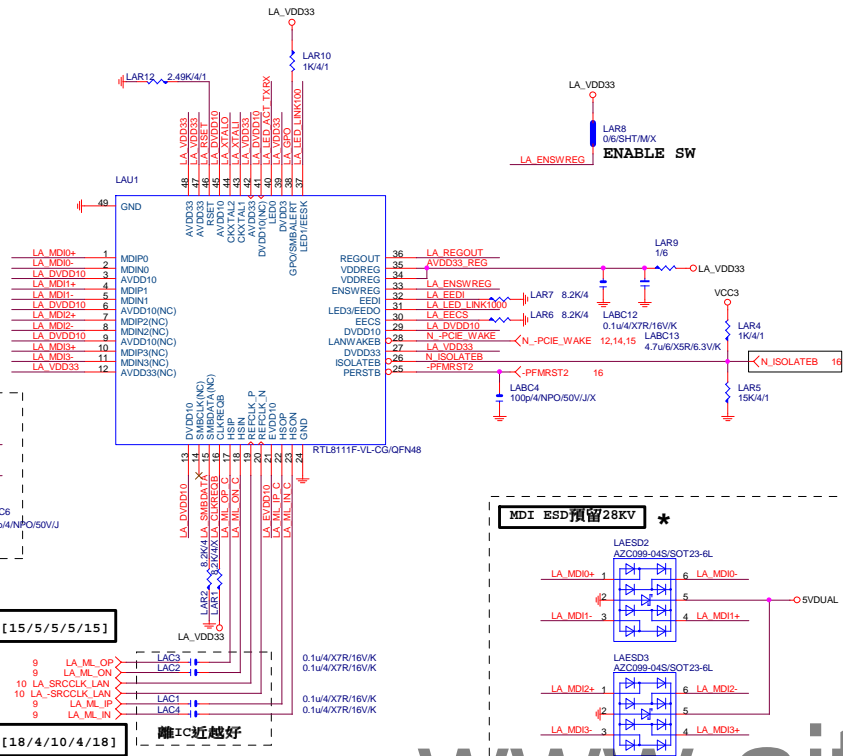 LA_VDD33
LAR10
1K/4/1
LAR12 2.49K/4/1
LA_VDD33
LAR8
0/6/SHT/M/X
LA_ENSWREG
ENABLE SW
LA_VDD33
LA_VDD33
LA_RSET
LA_DVDD10
LA_XTALO
LA_XTALI
LA_VDD33
LA_DVDD10
LA_LED_ACT_TXRX
LA_VDD33
LA_GPO
LA_LED_LINK100
LAU1
48 47 46 45 44 43 42 41 40 39 38 37
AVDD33
AVDD33
RSET
AVDD10
CKXTAL2
CKXTAL1
AVDD33
DVDD10(NC)
LED0
DVDD3
GPO/SMBALERT
LED1/EESK
49 GND
LA_MDI0+ 1 MDIP0
LA_MDI0- 2 MDIN0
LA_DVDD10 3 AVDD10
LA_MDI1+ 4 MDIP1
LA_MDI1- 5 MDIN1
LA_DVDD10 6 AVDD10(NC)
LA_MDI2+ 7 MDIP2(NC)
LA_MDI2- 8 MDIN2(NC)
LA_DVDD10 9 AVDD10(NC)
LA_MDI3+ 10 MDIP3(NC)
LA_MDI3- 11 MDIN3(NC)
LA_VDD33 12 AVDD33(NC)
REGOUT 36 LA_REGOUT
VDDREG 35 AVDD33_REG
VDDREG 34
ENSWREG 33 LA_ENSWREG
EEDI 32 LA_EEDI
LED3/EEDO 31 LA_LED_LINK1000
EECS 30 LA_EECS
DVDD10 29 LA_DVDD10
LANWAKEB 28 N_-PCIE_WAKE 12,14,15
DVDD33 27 LA_VDD33
ISOLATEB 26 N_ISOLATEB
PERSTB 25 -PFMRST2 16
LAR9
1/6
LA_VDD33
LAR7 8.2K/4
LAR6 8.2K/4
LABC12
0.1u/4/X7R/16V/K
LABC13
4.7u/6/X5R/6.3V/K
VCC3
LAR4
1K/4/1
N_ISOLATEB 16
LAR5
15K/4/1
LABC4
100p/4/NPO/50V/J/X
DVDD10
SMBCLK(NC)
SMBDATA(NC)
CLKREQB
HSIP
HSIN
REFCLK_P
REFCLK_N
EVDD10
HSOP
HSON
GND
RTL8111F-VL-CG/QFN48
13 14 15 16 17 18 19 20 21 22 23 24
LA_DVDD10
LA_SMBDATA
LA_CLKREQB
LA_ML_OP_C
LA_ML_ON_C
LA_EVDD10
LA_ML_IP_C
LA_ML_IN_C
8.2K/4
8.2K/4/X
LAR2
LAR1
LA_VDD33
C6
/4/NPO/50V/J
[15/5/5/5/15]
9 LA_ML_OP LAC3 0.1u/4/X7R/16V/K
9 LA_ML_ON LAC2 0.1u/4/X7R/16V/K
10 LA_SRCCLK_LAN
10 LA_-SRCCLK_LAN
9 LA_ML_IP LAC1 0.1u/4/X7R/16V/K
9 LA_ML_IN LAC4 0.1u/4/X7R/16V/K
離IC近越好
[18/4/10/4/18]
MDI ESD預留28KV *
LAESD2
AZC099-04S/SOT23-6L
LA_MDI0+ 1 6 LA_MDI0-
2 5 5VDUAL
LA_MDI1- 3 4 LA_MDI1+
LAESD3
AZC099-04S/SOT23-6L
LA_MDI2+ 1 6 LA_MDI2-
2 5
LA_MDI3- 3 4 LA_MDI3+